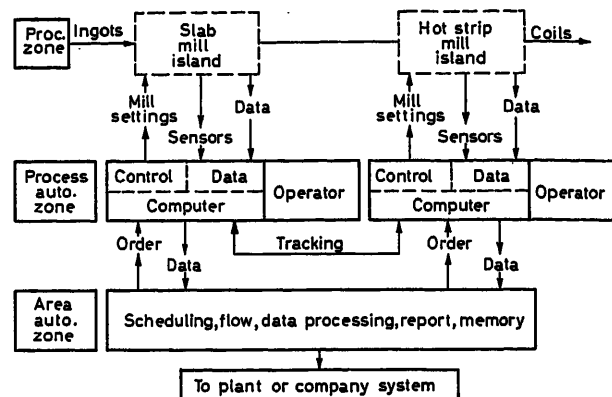 Proc.
zone
Ingots
Slab
mill
island
Hot strip
mill
island
Coils
Mill
settings
Sensors
Data
Mill
settings
Sensors
Data
Process
auto.
zone
Control
Data
Operator
Computer
Control
Data
Operator
Computer
Order
Data
Tracking
Order
Data
Area
auto.
zone
Scheduling,flow,data processing,report,memory
To plant or company system